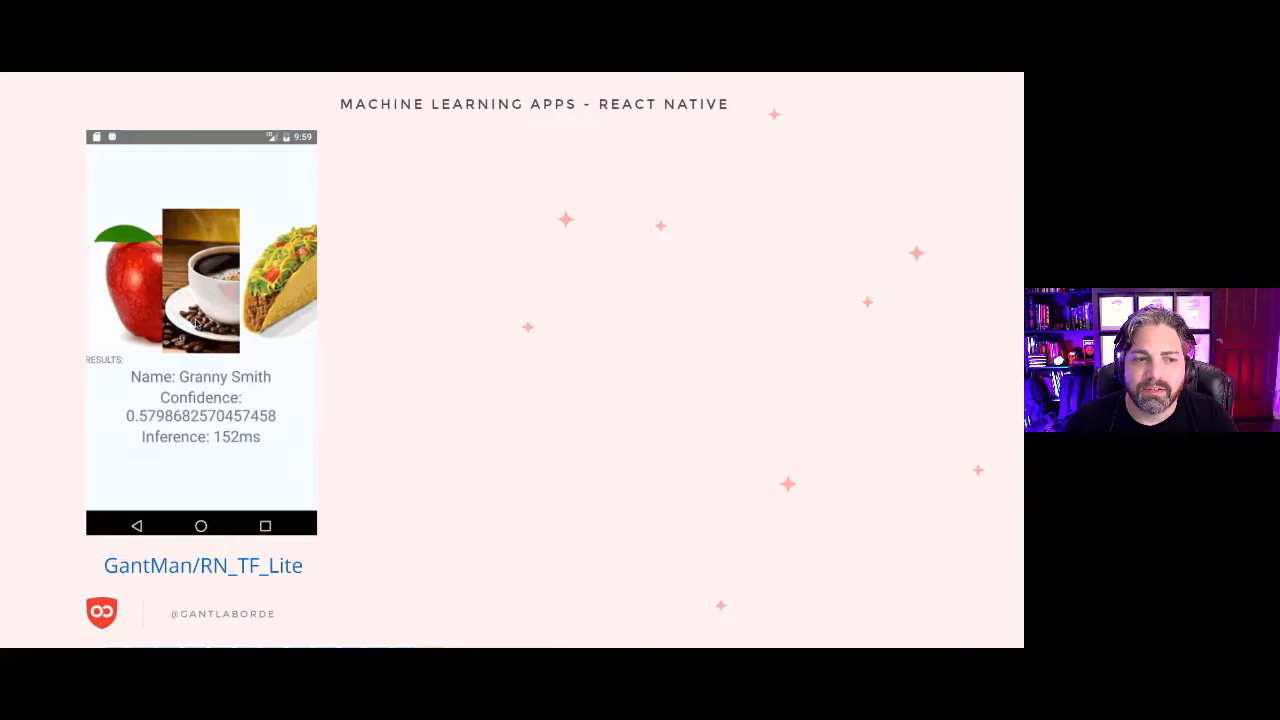 MACHINE LEARNING APPS - REACT NATIVE
9:59
RESULTS:
Name: Granny Smith
Confidence:
0.5798682570457458
Inference: 152ms
GantMan/RN_TF_Lite
@GANTLABORDE